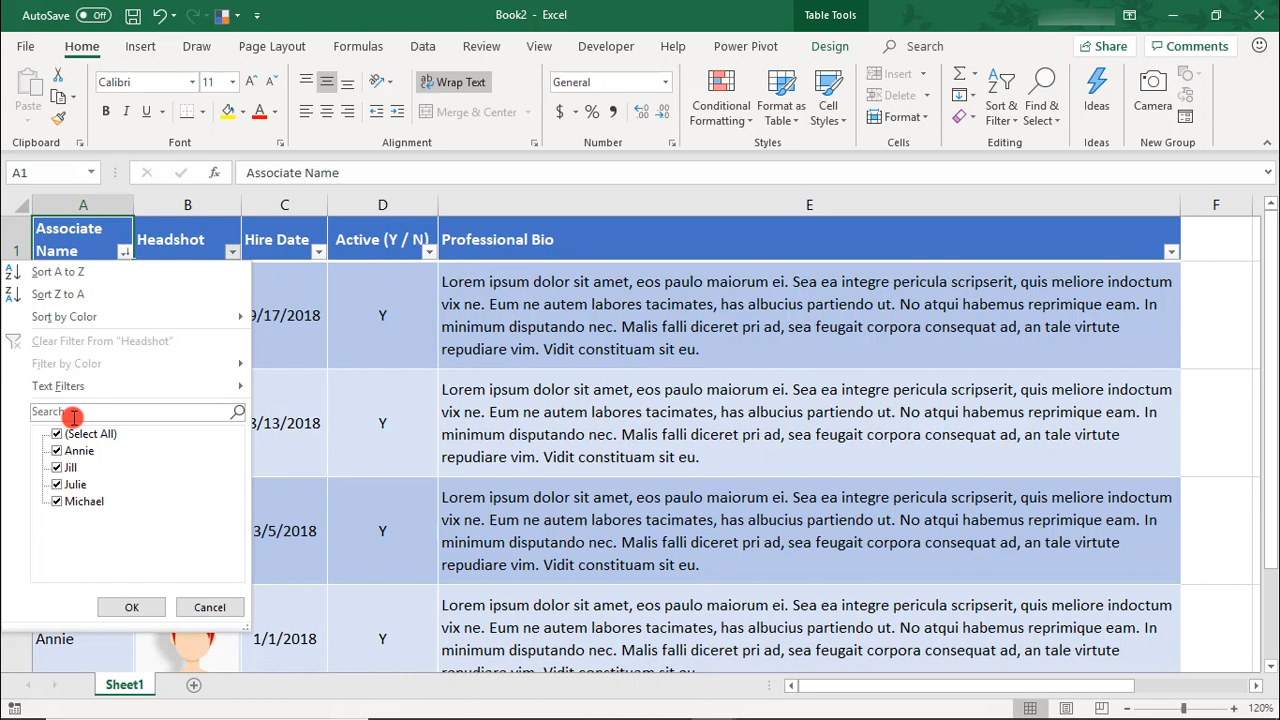 AutoSave Off Book2 - Excel Table Tools
File Home Insert Draw Page Layout Formulas Data Review View Developer Help Power Pivot Design Search Share Comments
Paste Calibri 11 Wrap Text General Insert Delete Format Conditional Formatting Format as Table Cell Styles Sort & Filter Find & Select Ideas Camera
B I U Merge & Center $ % ,
Clipboard Font Alignment Number Styles Cells Editing Ideas New Group
A1 fx Associate Name
A B C D E F
1 Associate Name Headshot Hire Date Active (Y / N) Professional Bio
Sort A to Z
Sort Z to A
Sort by Color
Clear Filter From "Headshot"
Filter by Color
Text Filters
Search
(Select All)
Annie
Jill
Julie
Michael
OK Cancel
9/17/2018 Y
Lorem ipsum dolor sit amet, eos paulo maiorum ei. Sea ea integre pericula scripserit, quis meliore indoctum
vix ne. Eum ne autem labores tacimates, has albucius partiendo ut. No atqui habemus reprimique eam. In
minimum disputando nec. Malis falli diceret pri ad, sea feugait corpora consequat ad, an tale virtute
repudiare vim. Vidit constituam sit eu.
3/13/2018 Y
Lorem ipsum dolor sit amet, eos paulo maiorum ei. Sea ea integre pericula scripserit, quis meliore indoctum
vix ne. Eum ne autem labores tacimates, has albucius partiendo ut. No atqui habemus reprimique eam. In
minimum disputando nec. Malis falli diceret pri ad, sea feugait corpora consequat ad, an tale virtute
repudiare vim. Vidit constituam sit eu.
3/5/2018 Y
Lorem ipsum dolor sit amet, eos paulo maiorum ei. Sea ea integre pericula scripserit, quis meliore indoctum
vix ne. Eum ne autem labores tacimates, has albucius partiendo ut. No atqui habemus reprimique eam. In
minimum disputando nec. Malis falli diceret pri ad, sea feugait corpora consequat ad, an tale virtute
repudiare vim. Vidit constituam sit eu.
Annie 1/1/2018 Y
Lorem ipsum dolor sit amet, eos paulo maiorum ei. Sea ea integre pericula scripserit, quis meliore indoctum
vix ne. Eum ne autem labores tacimates, has albucius partiendo ut. No atqui habemus reprimique eam. In
minimum disputando nec. Malis falli diceret pri ad, sea feugait corpora consequat ad, an tale virtute
Sheet1
120%